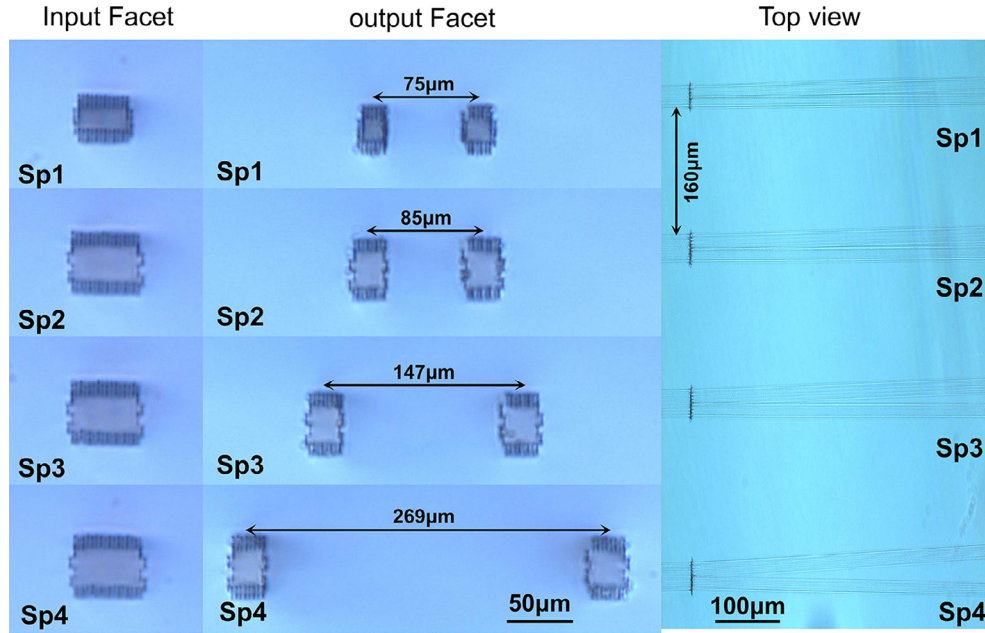 Input Facet
output Facet
Top view
75µm
Sp1
Sp1
Sp1
160µm
85µm
Sp2
Sp2
Sp2
147µm
Sp3
Sp3
Sp3
269µm
Sp4
Sp4
50µm
100µm
Sp4